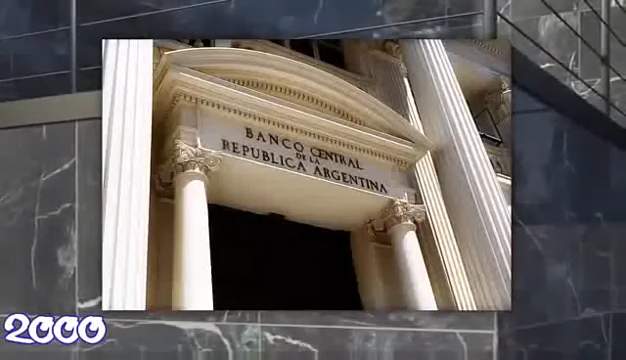 BANCO CENTRAL
DE LA
REPUBLICA ARGENTINA
2000